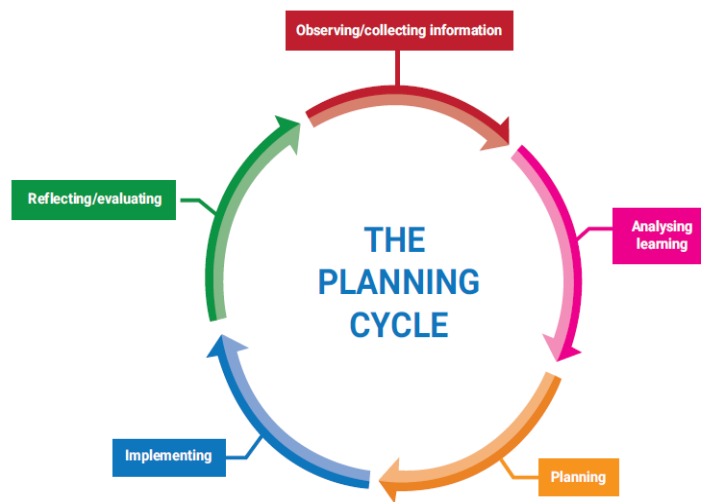 Observing/collecting information
Analysing
learning
Planning
Implementing
Reflecting/evaluating
THE
PLANNING
CYCLE